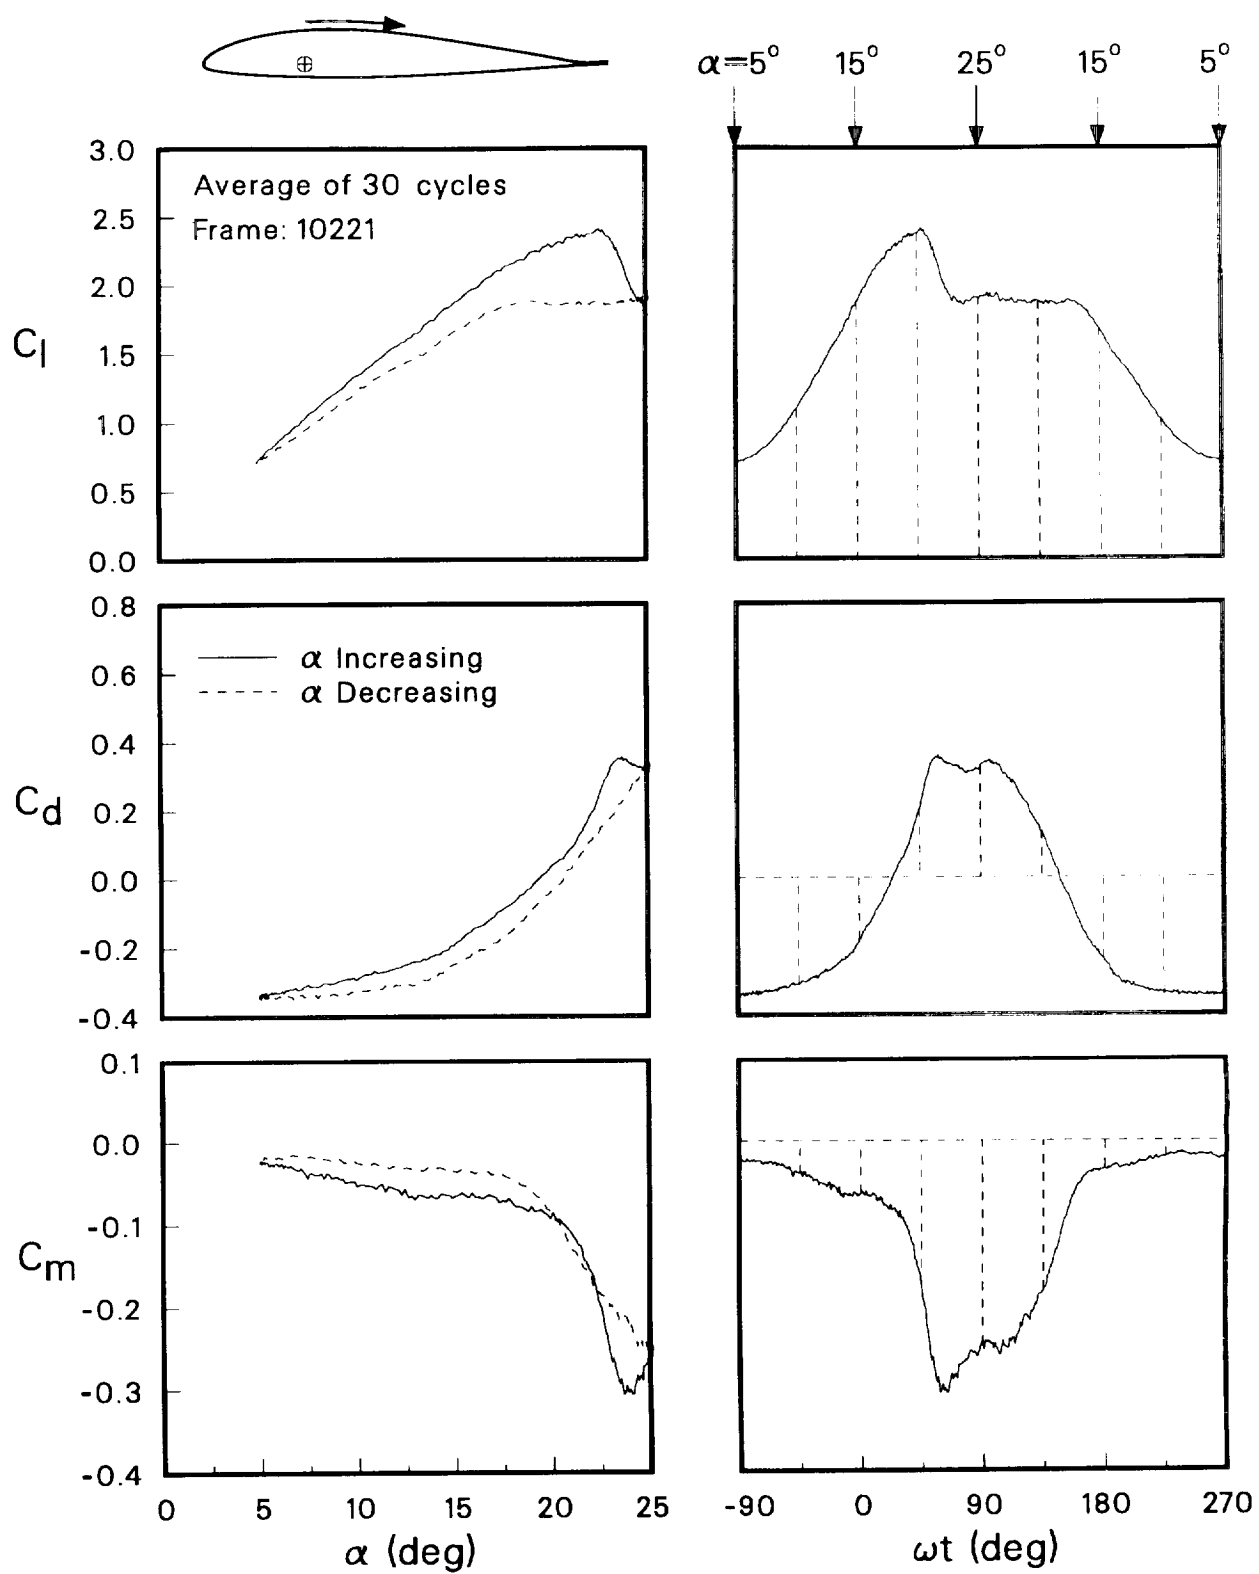 α=5° 15° 25° 15° 5°
3.0
2.5
2.0
1.5
1.0
0.5
0.0
Cl
Average of 30 cycles
Frame: 10221
0.8
0.6
0.4
0.2
0.0
-0.2
-0.4
Cd
α Increasing
α Decreasing
0.1
0.0
-0.1
-0.2
-0.3
-0.4
Cm
0 5 10 15 20 25
α (deg)
-90 0 90 180 270
ωt (deg)